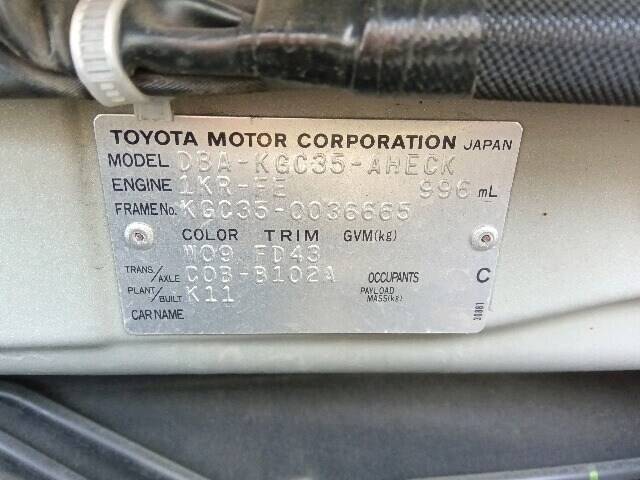 TOYOTA MOTOR CORPORATION JAPAN
MODEL DBA-KGC35-AHECK
ENGINE 1KR-FE 996 mL
FRAME No. KGC35-0036665
COLOR TRIM GVM(kg)
W09 FD43
TRANS/AXLE C0B-B102A OCCUPANTS C
PLANT/BUILT K11 PAYLOAD MASS(kg)
CAR NAME
30881